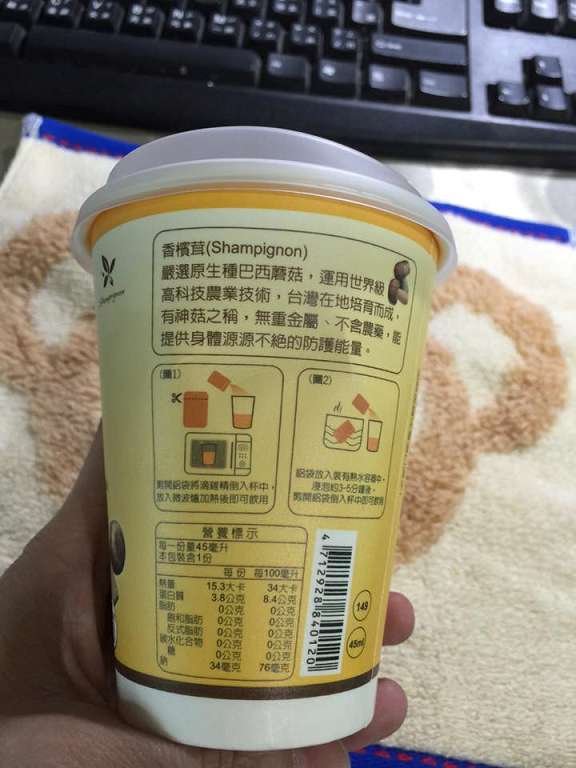 Shampignon
香檳茸(Shampignon)
嚴選原生種巴西蘑菇，運用世界級
高科技農業技術，台灣在地培育而成，
有神菇之稱，無重金屬、不含農藥，能
提供身體源源不絕的防護能量。
(圖1)
剪開鋁袋將滴雞精倒入杯中，
放入微波爐加熱後即可飲用
(圖2)
鋁袋放入裝有熱水容器中，
浸泡約3-5分鐘後，
剪開鋁袋倒入杯中即可飲用
營養標示
每一份量45毫升
本包裝含1份
每份 每100毫升
熱量 15.3大卡 34大卡
蛋白質 3.8公克 8.4公克
脂肪 0公克 0公克
飽和脂肪 0公克 0公克
反式脂肪 0公克 0公克
碳水化合物 0公克 0公克
糖 0公克 0公克
鈉 34毫克 76毫克
4712928840120
149
45ml